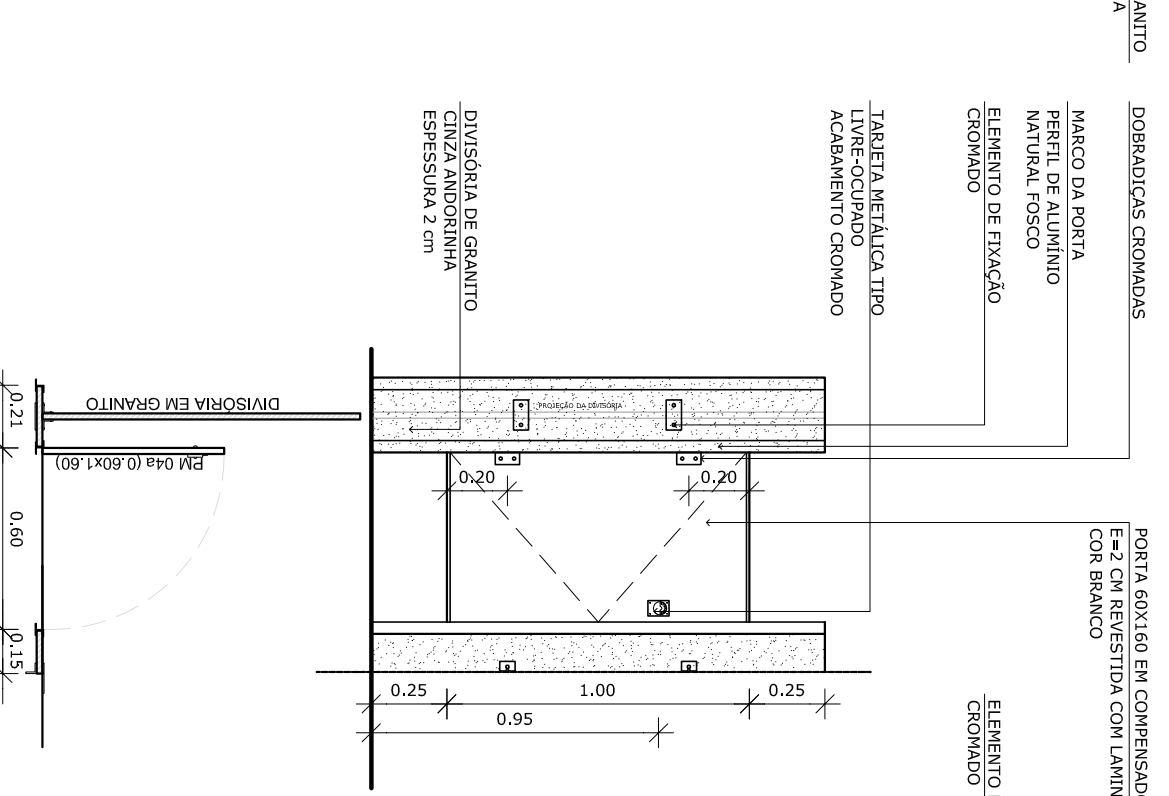 ANITO
A
DOBRADIÇAS CROMADAS
MARCO DA PORTA
PERFIL DE ALUMÍNIO
NATURAL FOSCO
ELEMENTO DE FIXAÇÃO
CROMADO
TARJETA METÁLICA TIPO
LIVRE-OCUPADO
ACABAMENTO CROMADO
DIVISÓRIA DE GRANITO
CINZA ANDORINHA
ESPESSURA 2 cm
PORTA 60X160 EM COMPENSADO
E=2 CM REVESTIDA COM LAMIN
COR BRANCO
ELEMENTO
CROMADO
PROJEÇÃO DA DIVISÓRIA
0.20
0.20
0.25
1.00
0.25
0.95
DIVISÓRIA EM GRANITO
PM 04a (0.60x1.60)
0.21
0.60
0.15